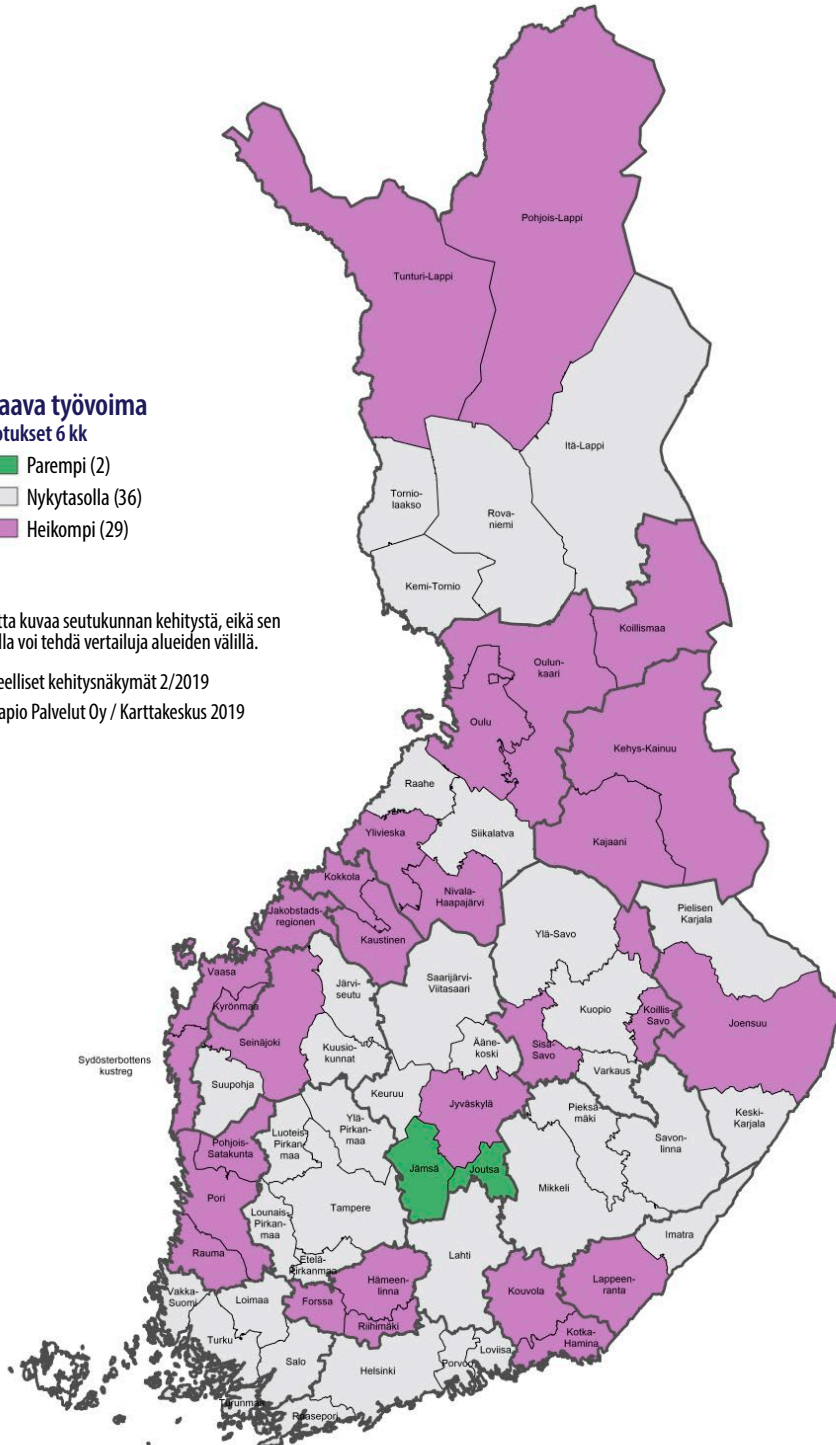 aava työvoima
otukset 6 kk
Parempi (2)
Nykytasolla (36)
Heikompi (29)
tta kuvaa seutukunnan kehitystä, eikä sen
lla voi tehdä vertailuja alueiden välillä.
eelliset kehitysnäkymät 2/2019
apio Palvelut Oy / Karttakeskus 2019
Pohjois-Lappi
Tunturi-Lappi
Itä-Lappi
Tornio-
laakso
Rova-
niemi
Kemi-Tornio
Koillismaa
Oulun-
kaari
Oulu
Kehys-Kainuu
Raahe
Siikalatva
Kajaani
Ylivieska
Kokkola
Nivala-
Haapajärvi
Jakobstads-
regionen
Kaustinen
Pielisen
Karjala
Ylä-Savo
Vaasa
Kyrönmaa
Järvi-
seutu
Saarijärvi-
Viitasaari
Kuopio
Koillis-
Savo
Joensuu
Seinäjoki
Kuusio-
kunnat
Ääne-
koski
Sisä-
Savo
Sydösterbottens
kustreg
Suupohja
Varkaus
Keuruu
Jyväskylä
Pieksä-
mäki
Keski-
Karjala
Pohjois-
Satakunta
Luoteis-
Pirkan-
maa
Ylä-
Pirkan-
maa
Savon-
linna
Jämsä
Joutsa
Mikkeli
Pori
Lounais-
Pirkan-
maa
Tampere
Imatra
Rauma
Etelä-
Pirkanmaa
Lahti
Hämeen-
linna
Kouvola
Lappeen-
ranta
Vakka-
Suomi
Loimaa
Forssa
Riihimäki
Kotka-
Hamina
Turku
Salo
Helsinki
Porvoo
Loviisa
Turunmaa
Raasepori